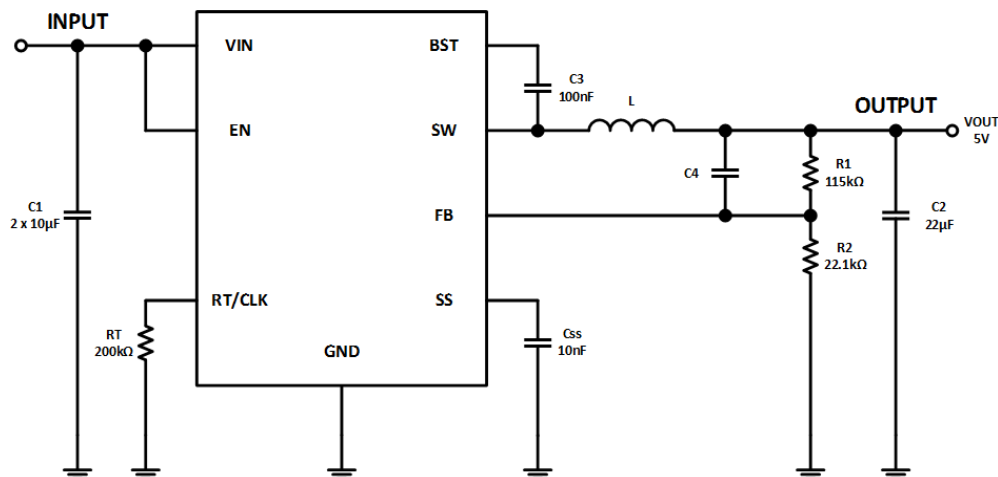 INPUT
VIN
BST
C3
100nF
L
OUTPUT
VOUT
5V
EN
SW
C4
R1
115kΩ
C1
2 x 10µF
FB
C2
22µF
R2
22.1kΩ
RT/CLK
SS
RT
200kΩ
GND
Css
10nF